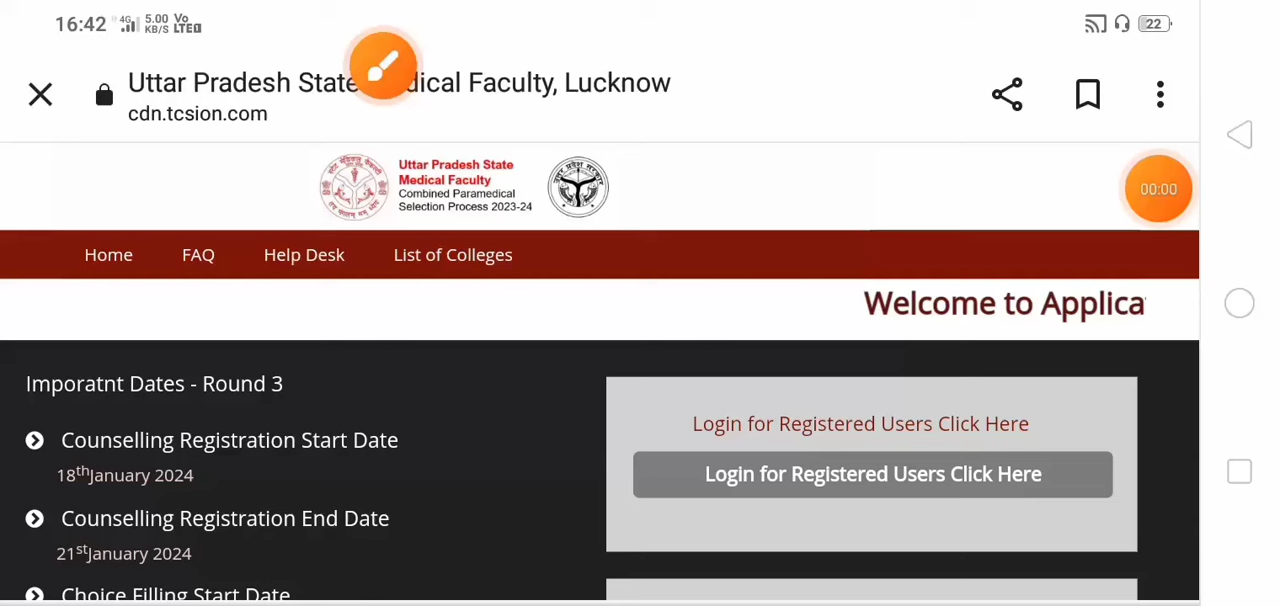 16:42 4G 5.00 KB/S Vo LTE 22
Uttar Pradesh State dical Faculty, Lucknow
cdn.tcsion.com
Uttar Pradesh State
Medical Faculty
Combined Paramedical
Selection Process 2023-24
00:00
Home FAQ Help Desk List of Colleges
Welcome to Applica
Imporatnt Dates - Round 3
Login for Registered Users Click Here
Counselling Registration Start Date
18thJanuary 2024
Login for Registered Users Click Here
Counselling Registration End Date
21stJanuary 2024
Choice Filling Start Date